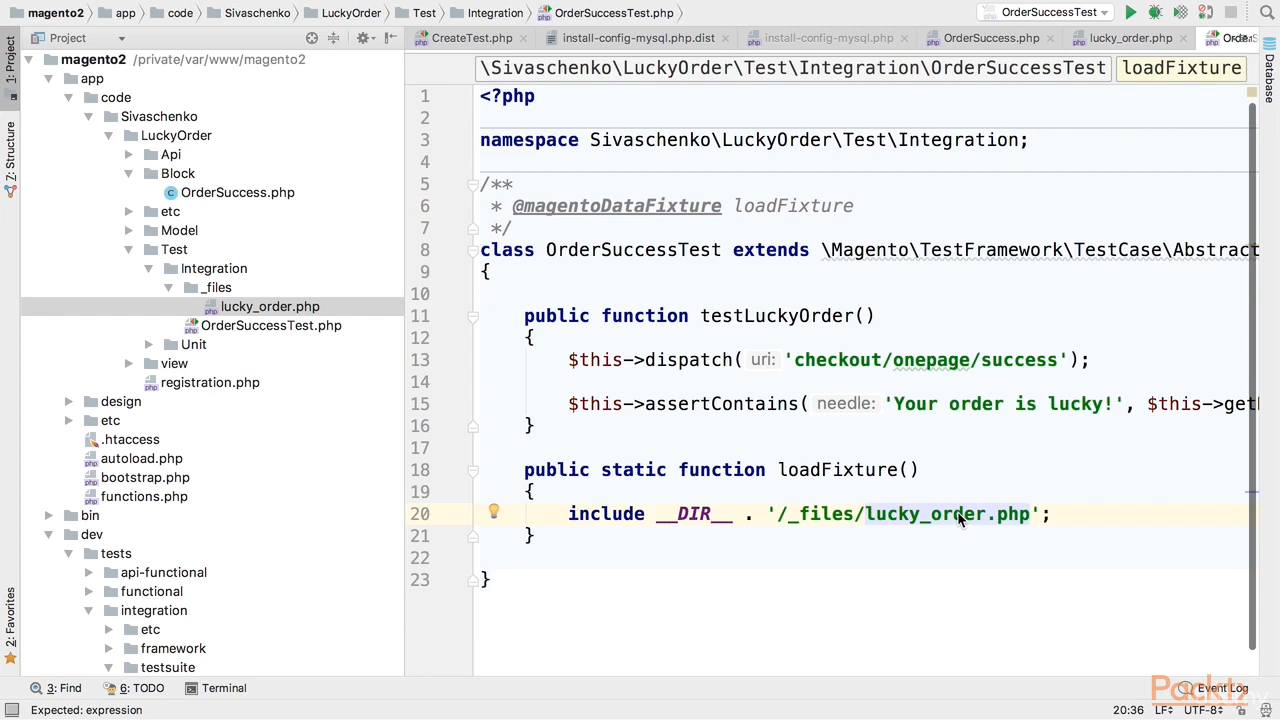 magento2 app code Sivaschenko LuckyOrder Test Integration OrderSuccessTest.php OrderSuccessTest
Project CreateTest.php install-config-mysql.php.dist install-config-mysql.php OrderSuccess.php lucky_order.php
\Sivaschenko\LuckyOrder\Test\Integration\OrderSuccessTest loadFixture
1: Project
Z: Structure
2: Favorites
Database
magento2 /private/var/www/magento2
app
code
Sivaschenko
LuckyOrder
Api
Block
OrderSuccess.php
etc
Model
Test
Integration
_files
lucky_order.php
OrderSuccessTest.php
Unit
view
registration.php
design
etc
.htaccess
autoload.php
bootstrap.php
functions.php
bin
dev
tests
api-functional
functional
integration
etc
framework
testsuite
1 <?php
2
3 namespace Sivaschenko\LuckyOrder\Test\Integration;
4
5 /**
6 * @magentoDataFixture loadFixture
7 */
8 class OrderSuccessTest extends \Magento\TestFramework\TestCase\Abstract
9 {
10
11 public function testLuckyOrder()
12 {
13 $this->dispatch( uri: 'checkout/onepage/success');
14
15 $this->assertContains( needle: 'Your order is lucky!', $this->get
16 }
17
18 public static function loadFixture()
19 {
20 include __DIR__ . '/_files/lucky_order.php';
21 }
22
23 }
3: Find 6: TODO Terminal Event Log
Packt
Expected: expression 20:36 LF UTF-8